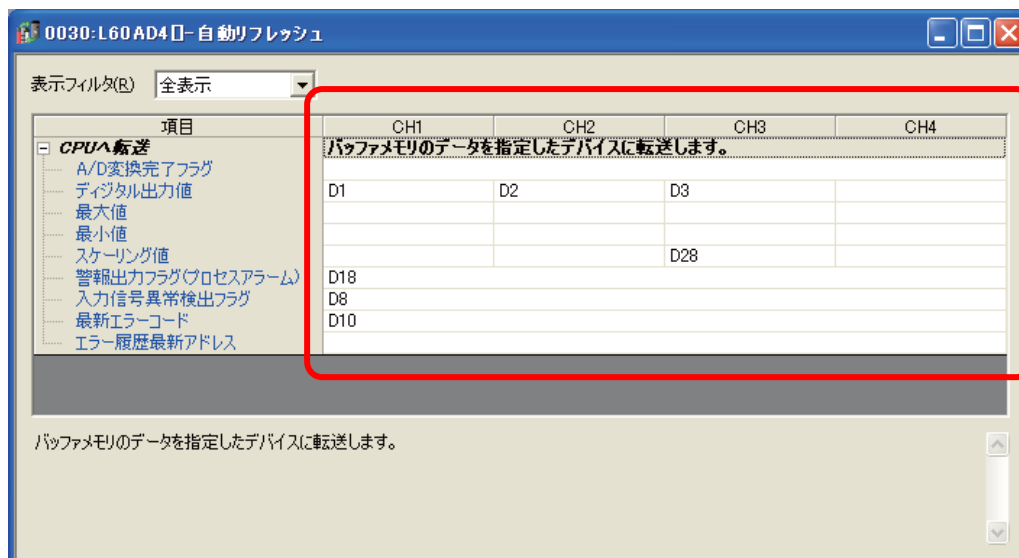 0030:L60AD4[]-自動リフレッシュ
表示フィルタ(R) 全表示
項目 CH1 CH2 CH3 CH4
CPUへ転送 バッファメモリのデータを指定したデバイスに転送します。
A/D変換完了フラグ
ディジタル出力値 D1 D2 D3
最大値
最小値
スケーリング値 D28
警報出力フラグ(プロセスアラーム) D18
入力信号異常検出フラグ D8
最新エラーコード D10
エラー履歴最新アドレス
バッファメモリのデータを指定したデバイスに転送します。